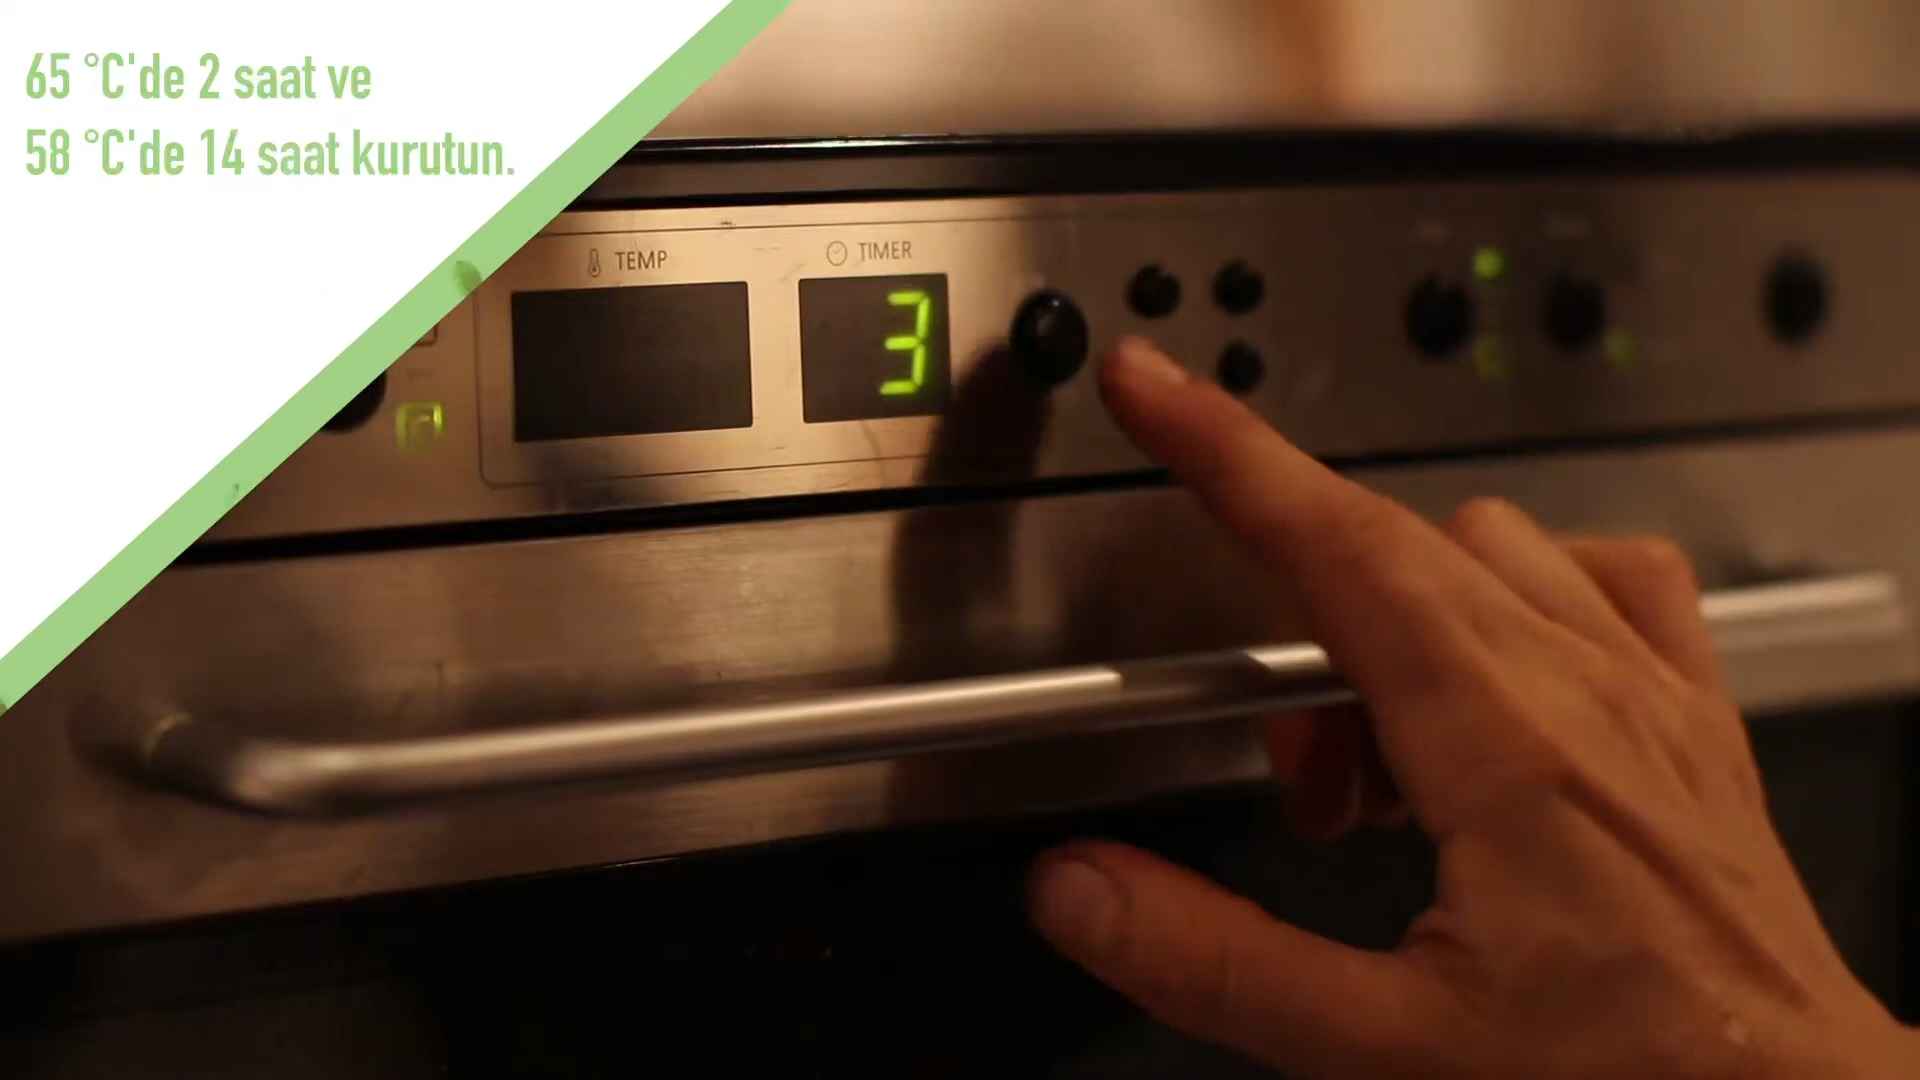 65 °C'de 2 saat ve
58 °C'de 14 saat kurutun.
TEMP
TIMER
3